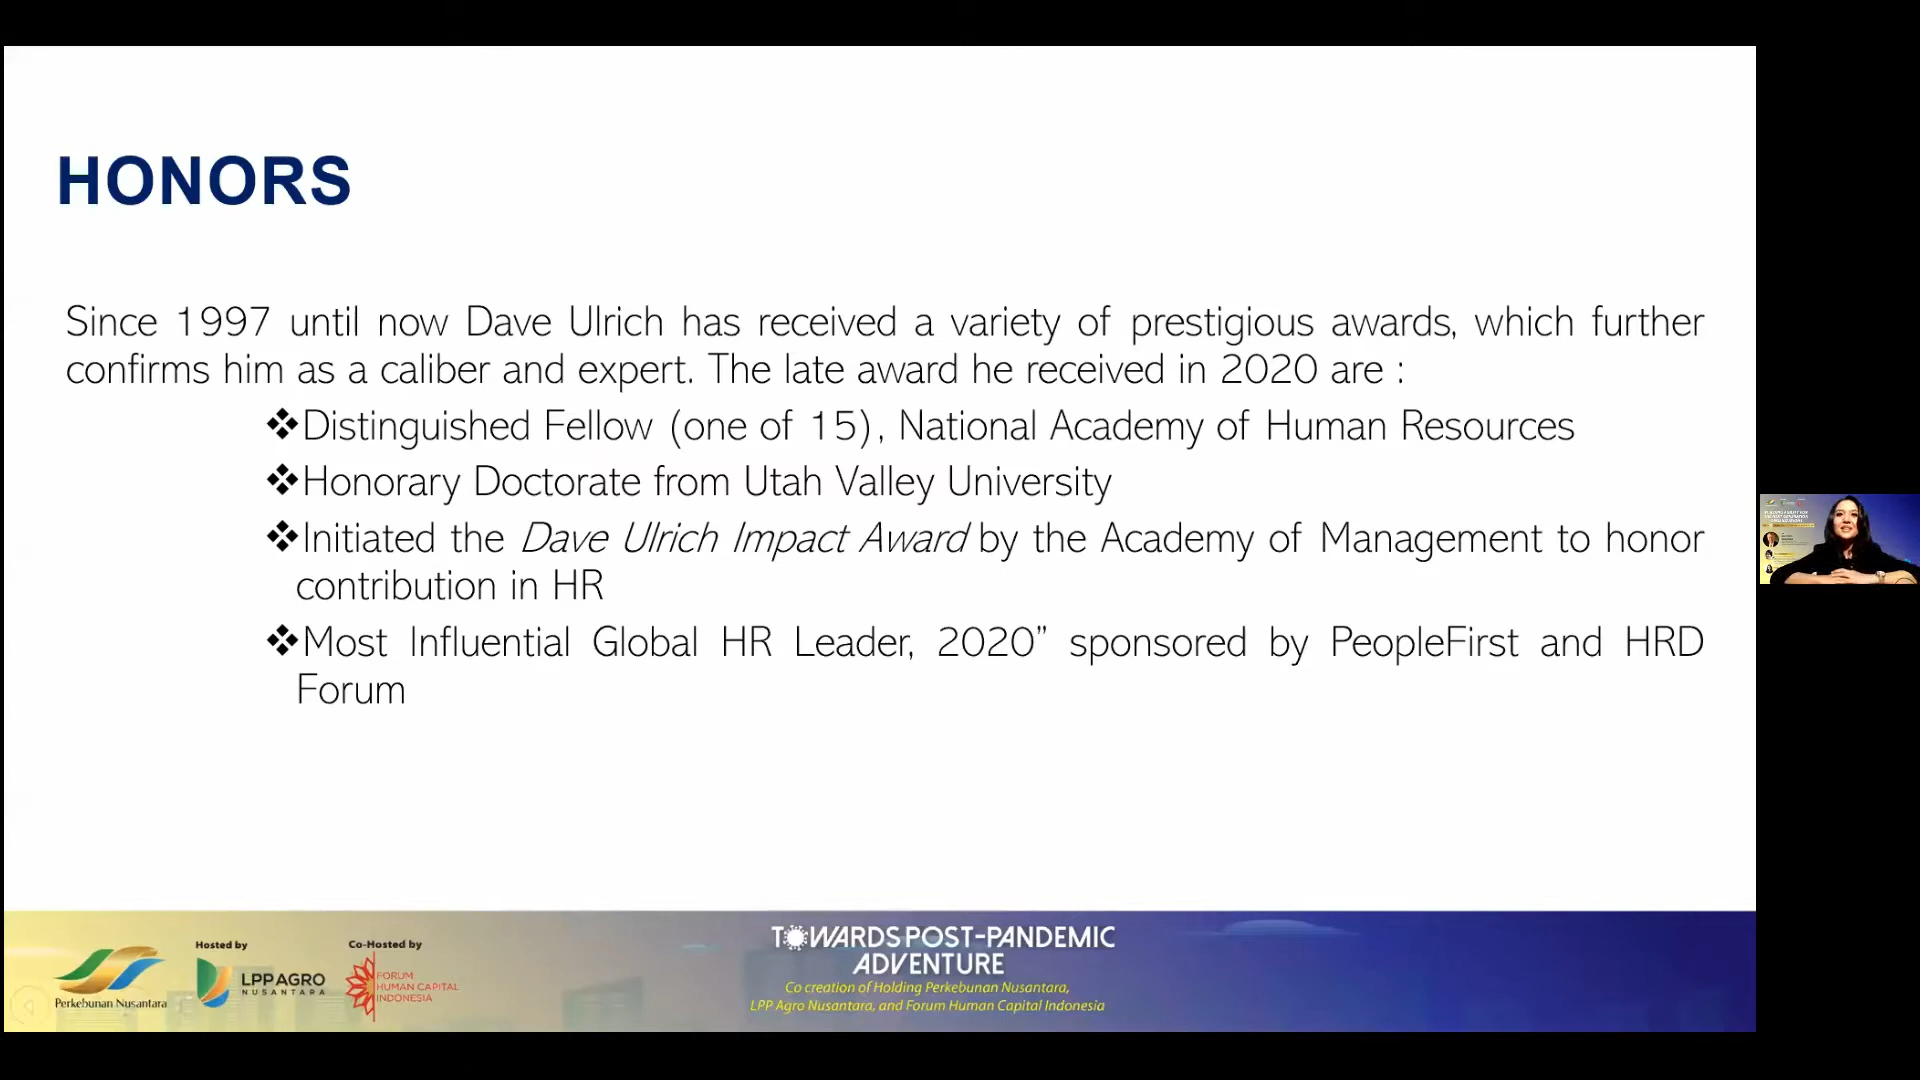 HONORS
Since 1997 until now Dave Ulrich has received a variety of prestigious awards, which further
confirms him as a caliber and expert. The late award he received in 2020 are :
❖Distinguished Fellow (one of 15), National Academy of Human Resources
❖Honorary Doctorate from Utah Valley University
❖Initiated the Dave Ulrich Impact Award by the Academy of Management to honor
contribution in HR
❖Most Influential Global HR Leader, 2020” sponsored by PeopleFirst and HRD
Forum
Perkebunan Nusantara
Hosted by
LPP AGRO
NUSANTARA
Co-Hosted by
FORUM
HUMAN CAPITAL
INDONESIA
TOWARDS POST-PANDEMIC
ADVENTURE
Co creation of Holding Perkebunan Nusantara,
LPP Agro Nusantara, and Forum Human Capital Indonesia